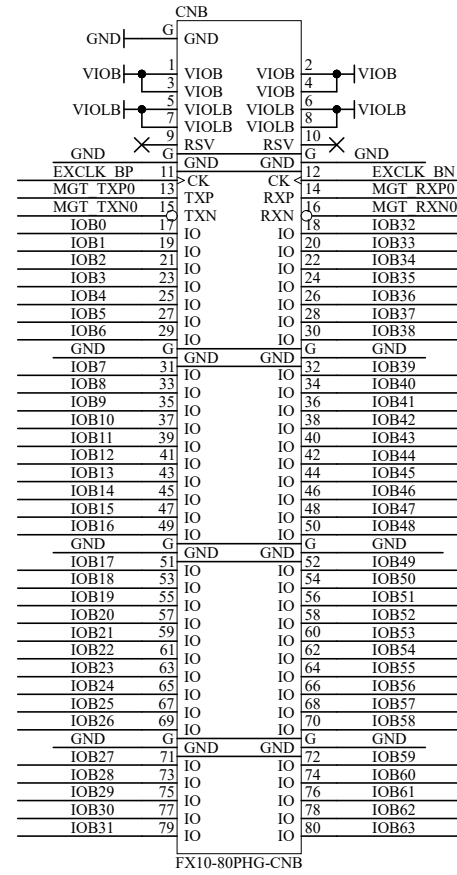 CNB
GND G GND
VIOB 1 VIOB VIOB 2 VIOB
3 VIOB VIOB 4
VIOLB 5 VIOLB VIOLB 6 VIOLB
7 VIOLB VIOLB 8
9 RSV RSV 10
GND G GND GND G GND
EXCLK_BP 11 CK CK 12 EXCLK_BN
MGT_TXP0 13 TXP RXP 14 MGT_RXP0
MGT_TXN0 15 TXN RXN 16 MGT_RXN0
IOB0 17 IO IO 18 IOB32
IOB1 19 IO IO 20 IOB33
IOB2 21 IO IO 22 IOB34
IOB3 23 IO IO 24 IOB35
IOB4 25 IO IO 26 IOB36
IOB5 27 IO IO 28 IOB37
IOB6 29 IO IO 30 IOB38
GND G GND GND G GND
IOB7 31 IO IO 32 IOB39
IOB8 33 IO IO 34 IOB40
IOB9 35 IO IO 36 IOB41
IOB10 37 IO IO 38 IOB42
IOB11 39 IO IO 40 IOB43
IOB12 41 IO IO 42 IOB44
IOB13 43 IO IO 44 IOB45
IOB14 45 IO IO 46 IOB46
IOB15 47 IO IO 48 IOB47
IOB16 49 IO IO 50 IOB48
GND G GND GND G GND
IOB17 51 IO IO 52 IOB49
IOB18 53 IO IO 54 IOB50
IOB19 55 IO IO 56 IOB51
IOB20 57 IO IO 58 IOB52
IOB21 59 IO IO 60 IOB53
IOB22 61 IO IO 62 IOB54
IOB23 63 IO IO 64 IOB55
IOB24 65 IO IO 66 IOB56
IOB25 67 IO IO 68 IOB57
IOB26 69 IO IO 70 IOB58
GND G GND GND G GND
IOB27 71 IO IO 72 IOB59
IOB28 73 IO IO 74 IOB60
IOB29 75 IO IO 76 IOB61
IOB30 77 IO IO 78 IOB62
IOB31 79 IO IO 80 IOB63
FX10-80PHG-CNB